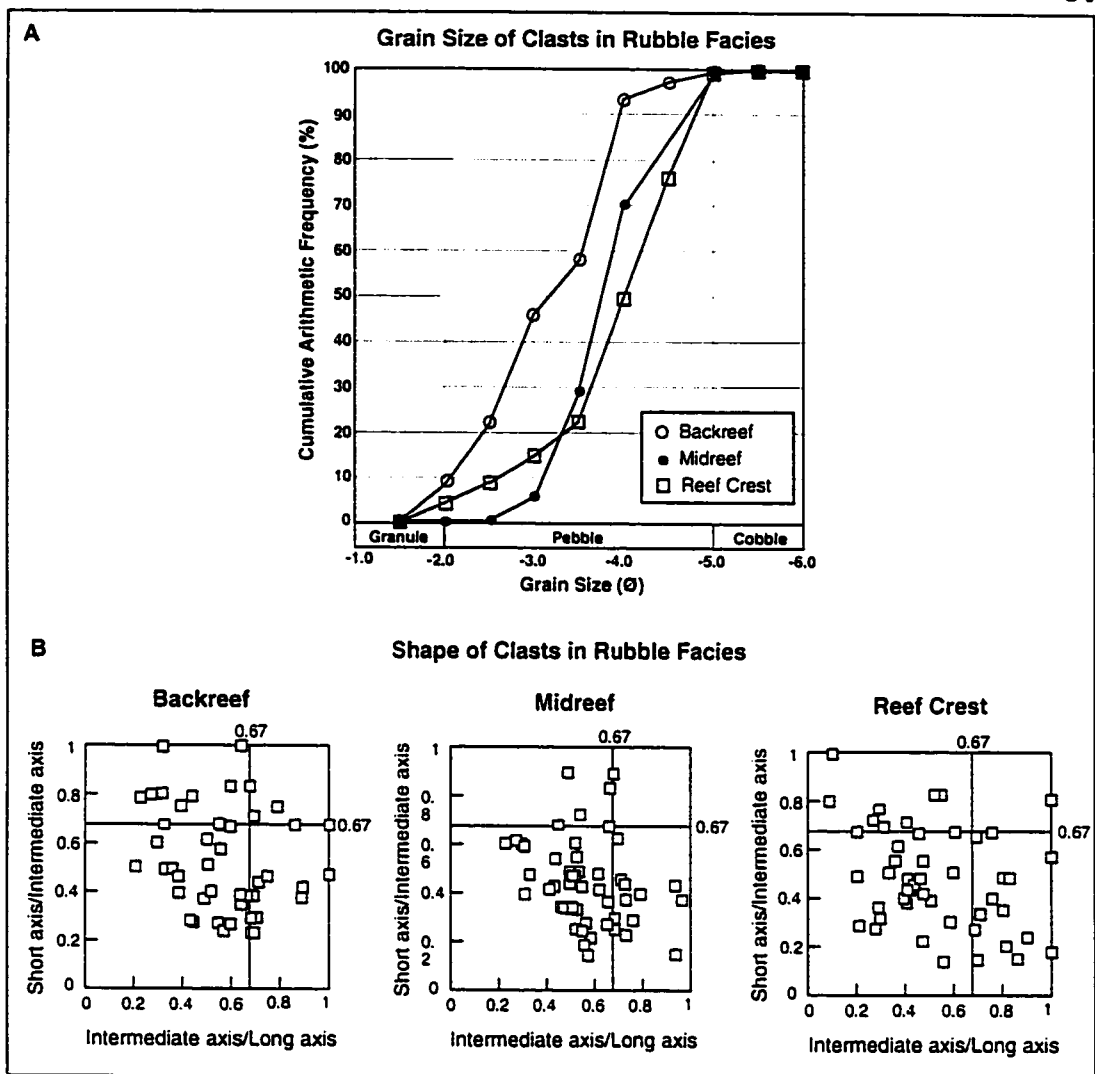 A
Grain Size of Clasts in Rubble Facies
Cumulative Arithmetic Frequency (%)
100
90
80
70
60
50
40
30
20
10
0
Backreef
Midreef
Reef Crest
Granule Pebble Cobble
-1.0 -2.0 -3.0 -4.0 -5.0 -6.0
Grain Size (Ø)
B
Shape of Clasts in Rubble Facies
Backreef
0.67
Short axis/Intermediate axis
1
0.8
0.6
0.4
0.2
0
0.67
0 0.2 0.4 0.6 0.8 1
Intermediate axis/Long axis
Midreef
0.67
Short axis/Intermediate axis
1
0.
8
0.
6
0.4
0.
2
0
0.67
0 0.2 0.4 0.6 0.8 1
Intermediate axis/Long axis
Reef Crest
0.67
Short axis/Intermediate axis
1
0.8
0.6
0.4
0.2
0
0.67
0 0.2 0.4 0.6 0.8 1
Intermediate axis/Long axis